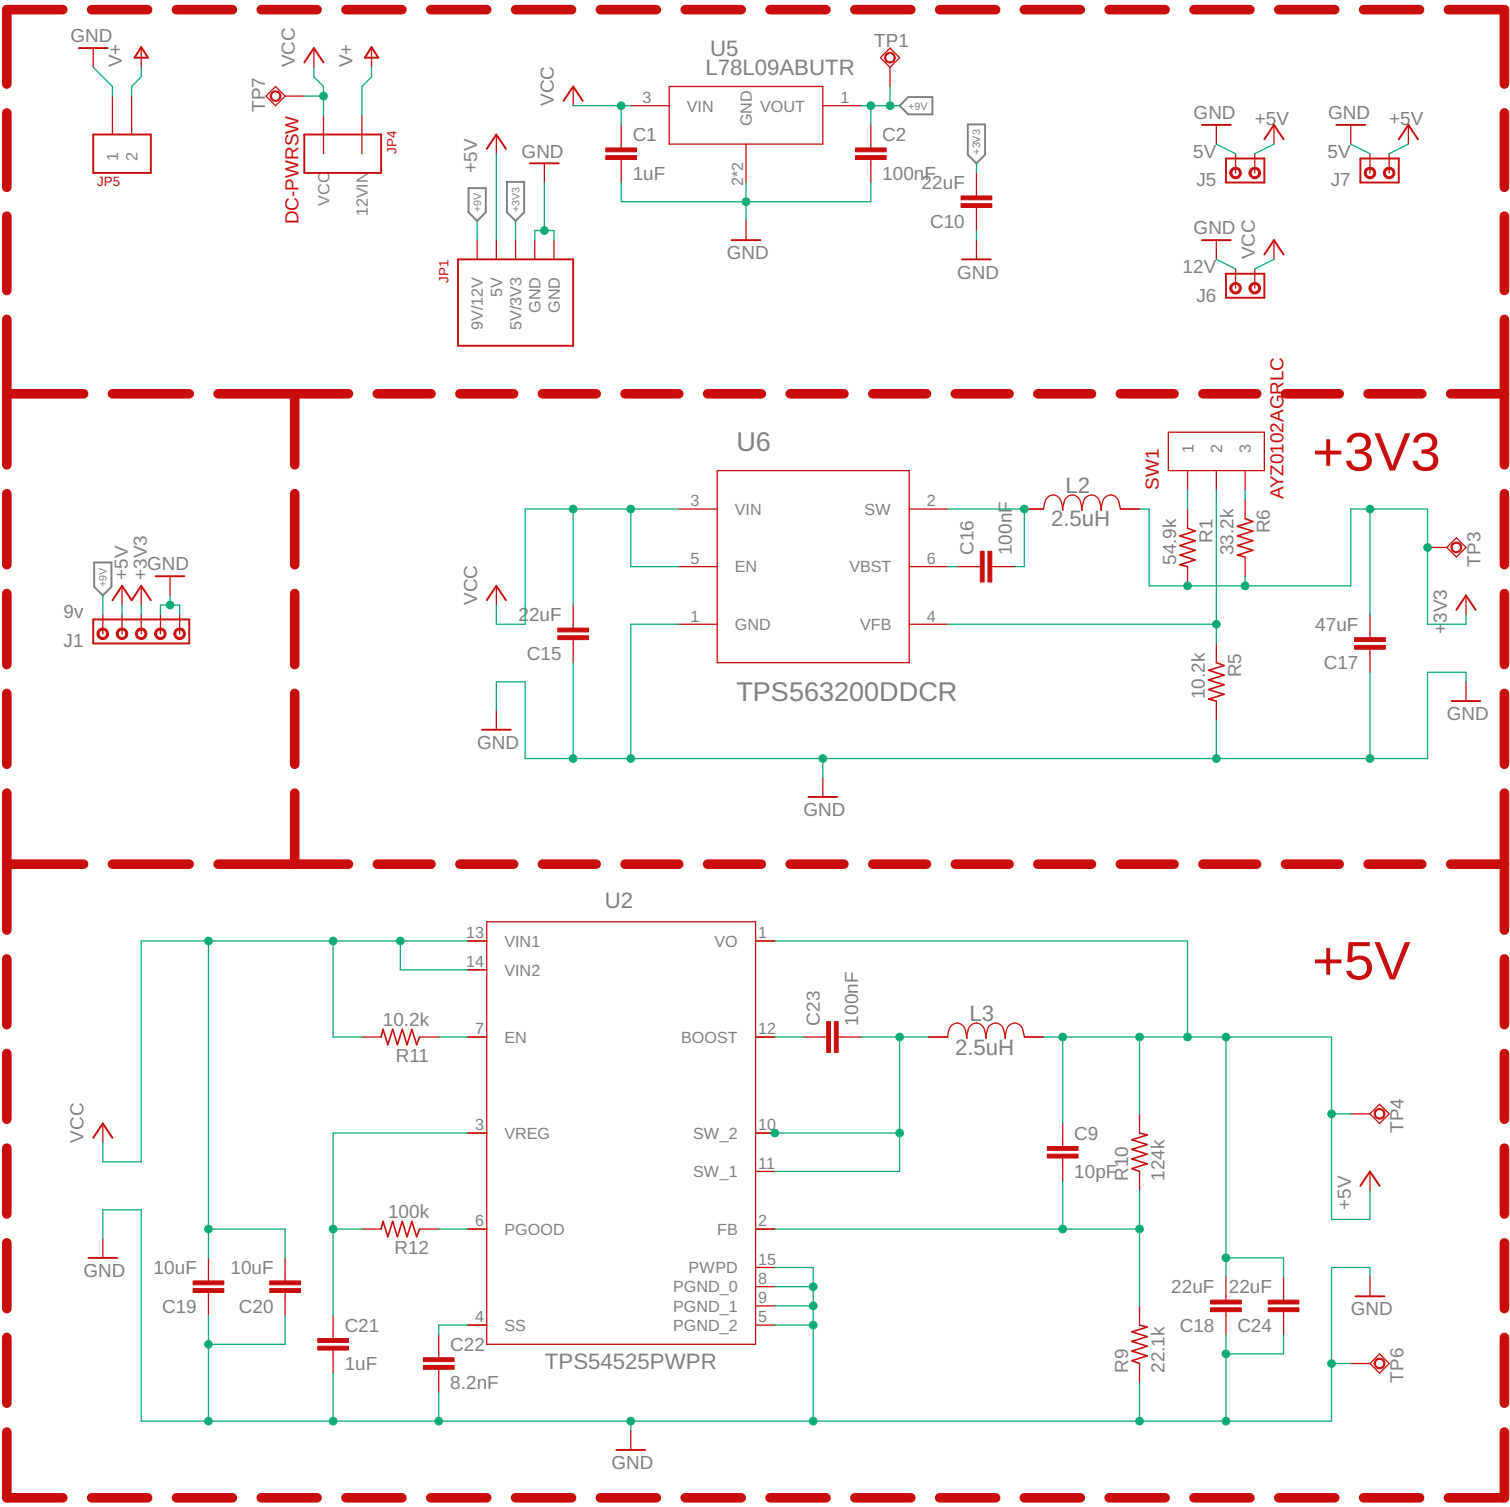 GND
V+
1
2
JP5
VCC
V+
TP7
DC-PWRSW
JP4
VCC
12VIN
+5V
GND
+9V
+3V3
JP1
9V/12V
5V
5V/3V3
GND
GND
U5
L78L09ABUTR
VCC
3
VIN
GND
VOUT
1
2*2
C1
1uF
C2
100nF
TP1
+9V
GND
+3V3
22uF
C10
GND
GND
+5V
5V
J5
GND
+5V
5V
J7
GND
VCC
12V
J6
+9V
+5V
+3V3
GND
9v
J1
+3V3
U6
3
VIN
5
EN
1
GND
SW
2
VBST
6
VFB
4
TPS563200DDCR
VCC
22uF
C15
GND
C16
100nF
L2
2.5uH
SW1
1
2
3
AYZ0102AGRLC
54.9k
R1
33.2k
R6
10.2k
R5
47uF
C17
TP3
+3V3
GND
GND
+5V
U2
13
VIN1
14
VIN2
7
EN
3
VREG
6
PGOOD
4
SS
VO
1
BOOST
12
SW_2
10
SW_1
11
FB
2
PWPD
15
PGND_0
8
PGND_1
9
PGND_2
5
TPS54525PWPR
VCC
GND
10.2k
R11
100k
R12
10uF
C19
10uF
C20
C21
1uF
C22
8.2nF
C23
100nF
L3
2.5uH
C9
10pF
R10
124k
R9
22.1k
22uF
C18
22uF
C24
TP4
+5V
GND
TP6
GND